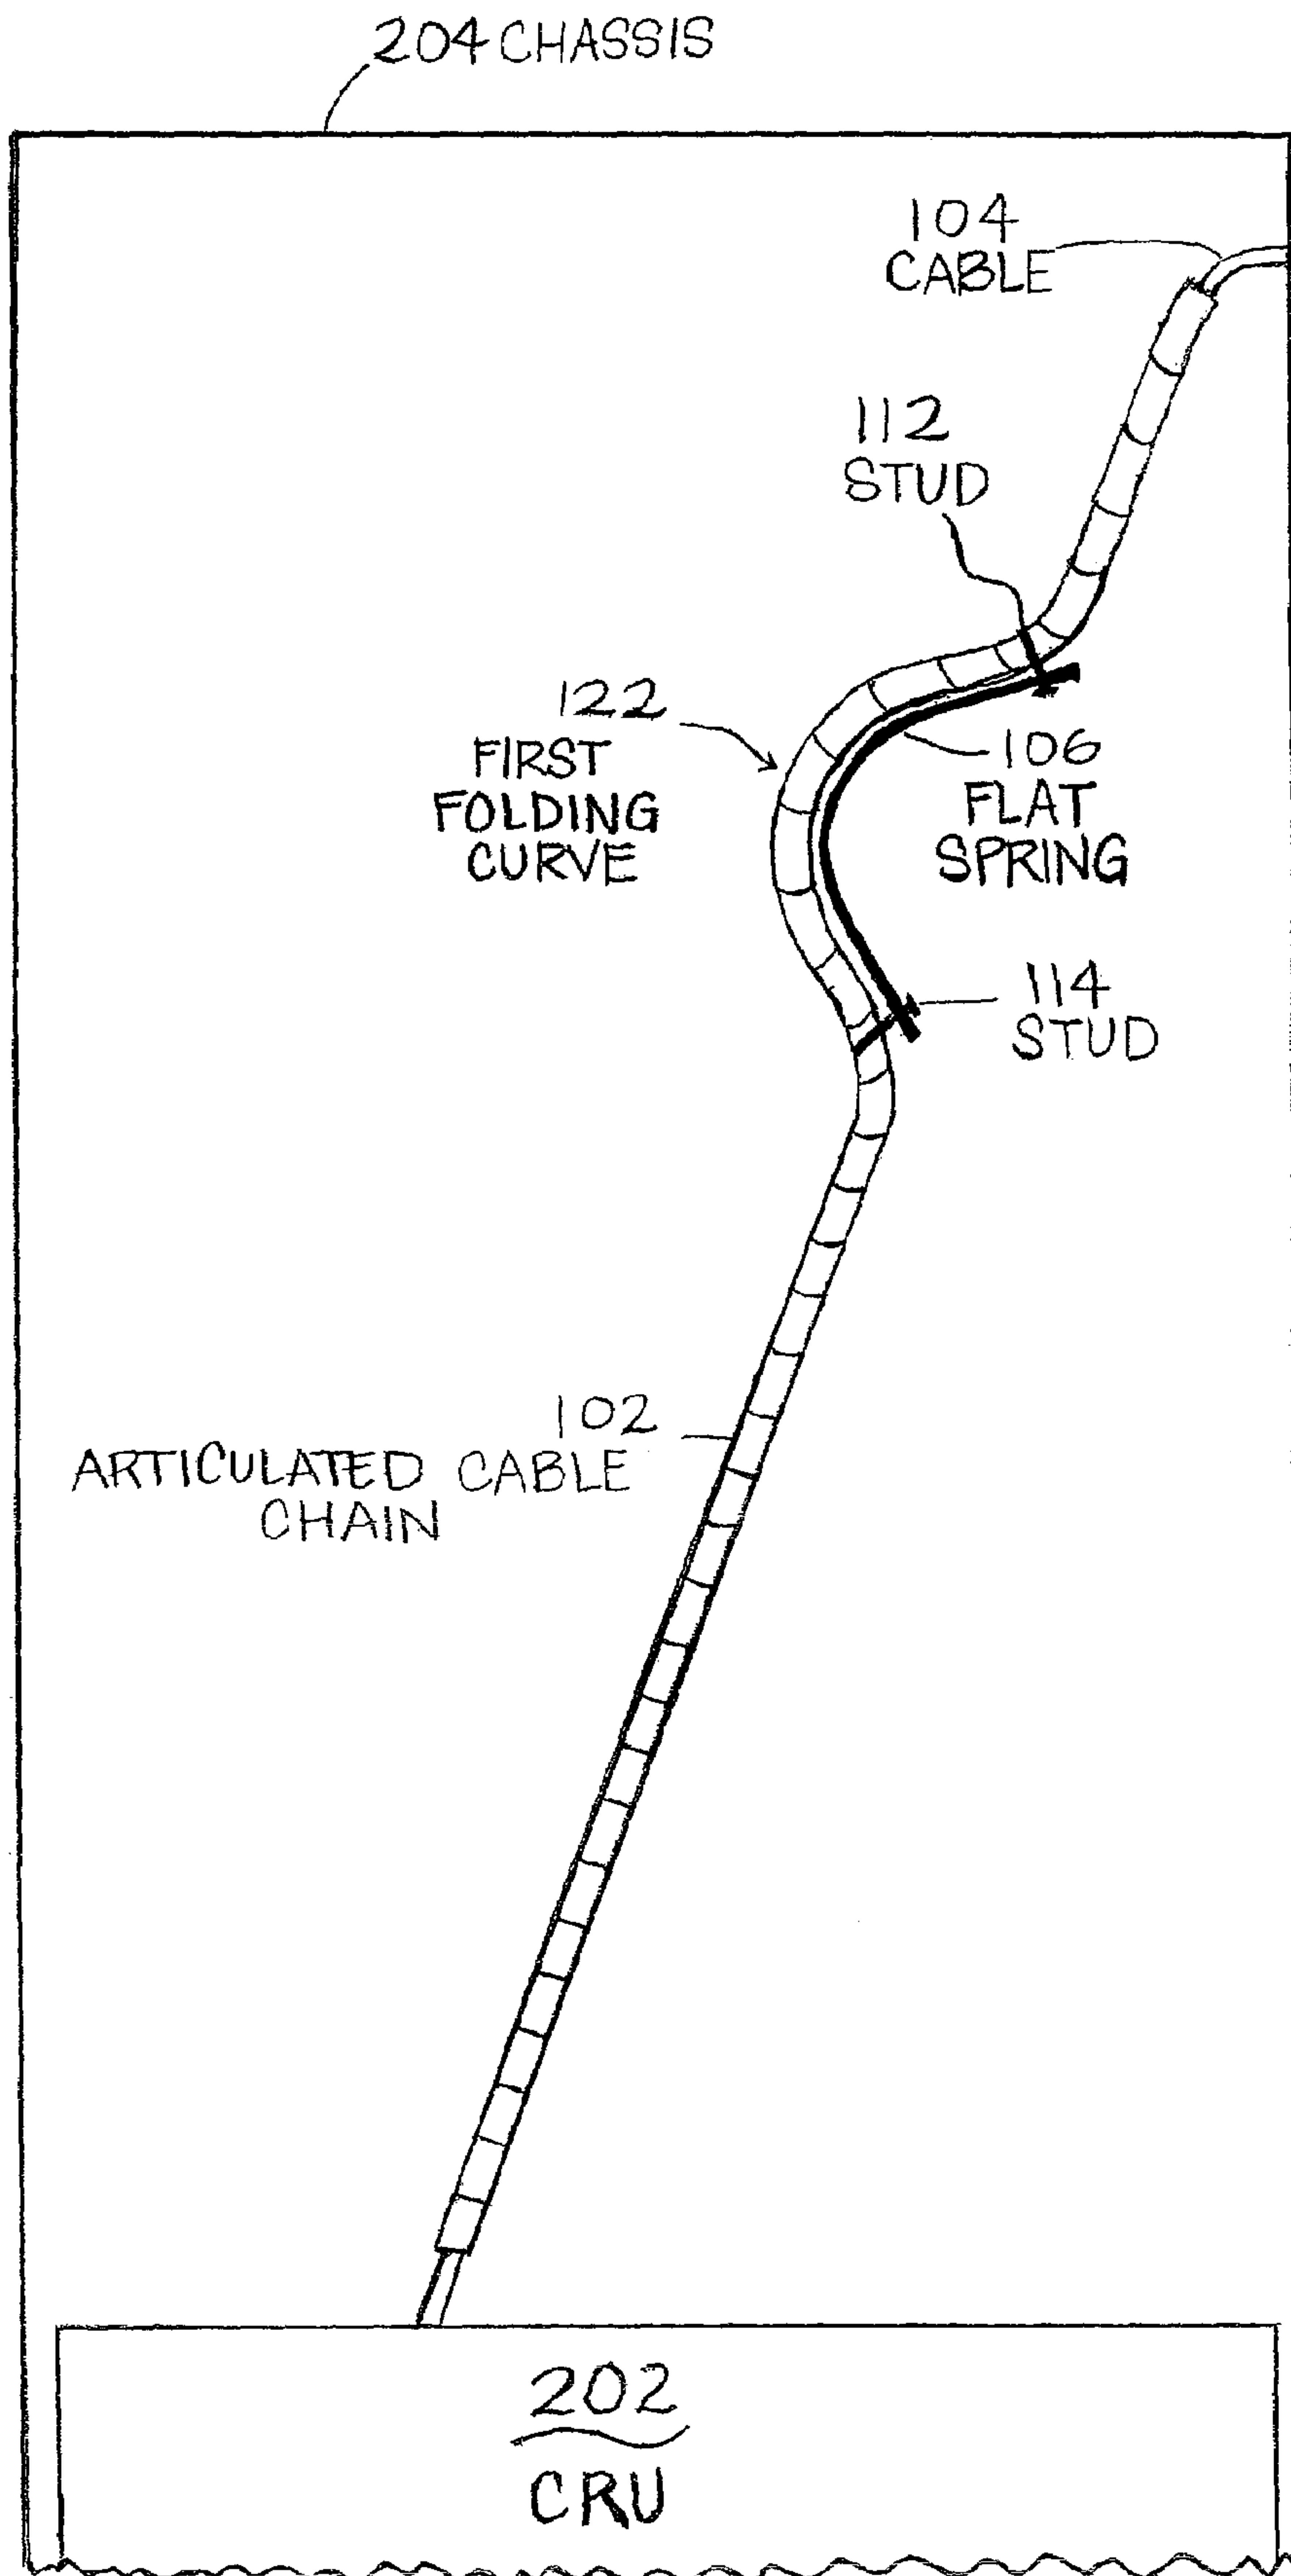 204 CHASSIS
104
CABLE
112
STUD
122
FIRST
FOLDING
CURVE
106
FLAT
SPRING
114
STUD
102
ARTICULATED CABLE
CHAIN
202
CRU